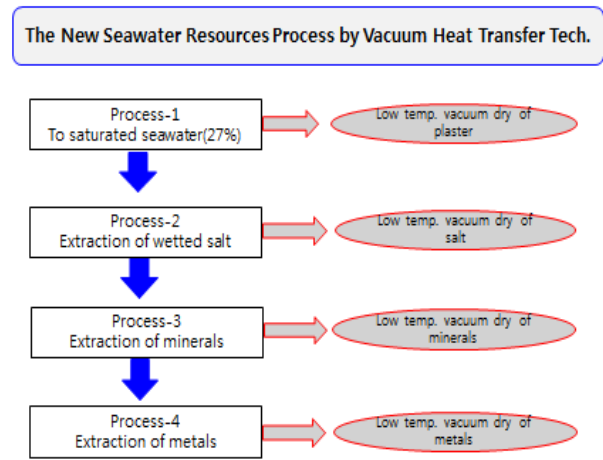 The New Seawater Resources Process by Vacuum Heat Transfer Tech.
Process-1
To saturated seawater(27%)
Low temp. vacuum dry of
plaster
Process-2
Extraction of wetted salt
Low temp. vacuum dry of
salt
Process-3
Extraction of minerals
Low temp. vacuum dry of
minerals
Process-4
Extraction of metals
Low temp. vacuum dry of
metals